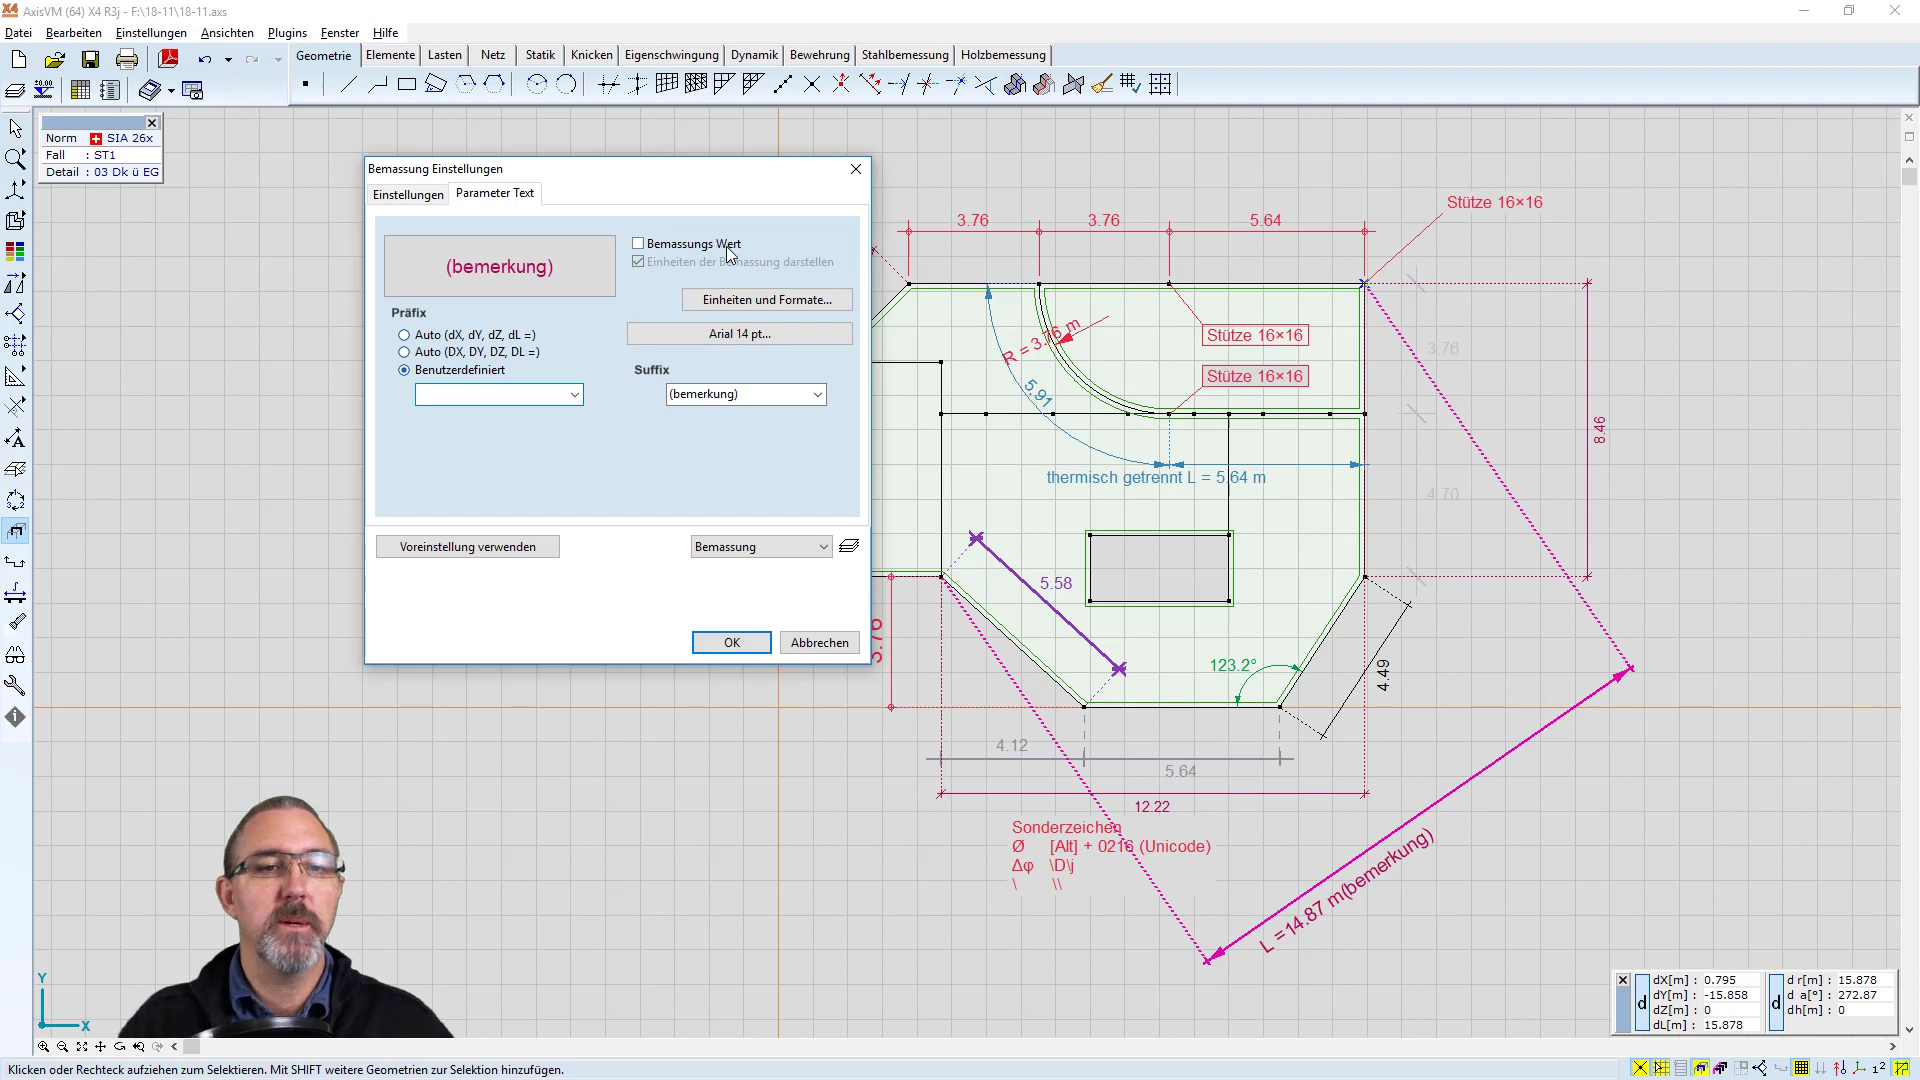 AxisVM (64) X4 R3j - F:\18-11\18-11.axs
Datei Bearbeiten Einstellungen Ansichten Plugins Fenster Hilfe
Geometrie Elemente Lasten Netz Statik Knicken Eigenschwingung Dynamik Bewehrung Stahlbemessung Holzbemessung
Norm SIA 26x
Fall : ST1
Detail : 03 Dk ü EG
Bemassung Einstellungen
Einstellungen Parameter Text
(bemerkung)
Bemassungs Wert
Einheiten der Bemassung darstellen
Einheiten und Formate...
Arial 14 pt...
Präfix
Auto (dX, dY, dZ, dL =)
Auto (DX, DY, DZ, DL =)
Benutzerdefiniert
Suffix
(bemerkung)
Voreinstellung verwenden
Bemassung
OK
Abbrechen
3.76 3.76 5.64
Stütze 16×16
R = 3.76 m
Stütze 16×16
Stütze 16×16
3.76
5.91
8.46
thermisch getrennt L = 5.64 m
4.70
5.58
3.76
123.2°
4.49
4.12
5.64
12.22
Sonderzeichen
Ø [Alt] + 0216 (Unicode)
Δφ \D\j
\ \\
L =14.87 m(bemerkung)
Y
X
dX[m] : 0.795
dY[m] : -15.858
dZ[m] : 0
dL[m] : 15.878
d
d r[m] : 15.878
d a[°] : 272.87
dh[m] : 0
d
Klicken oder Rechteck aufziehen zum Selektieren. Mit SHIFT weitere Geometrien zur Selektion hinzufügen.